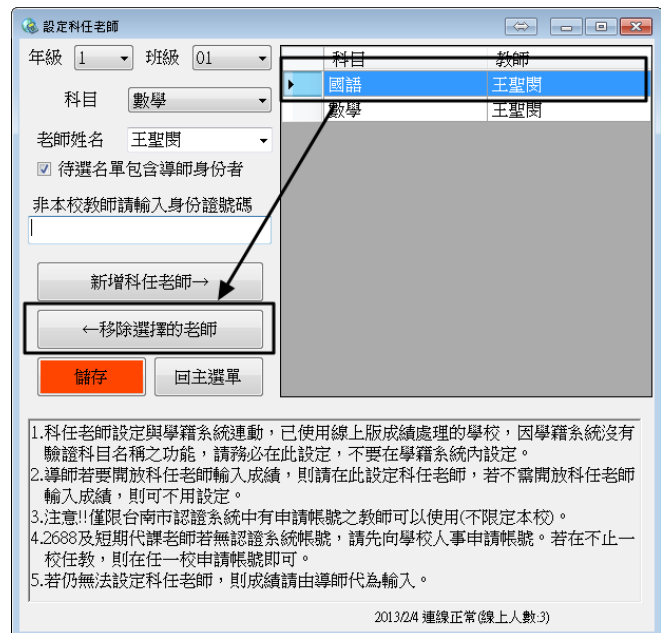 設定科任老師
年級 1 班級 01
科目 教師
國語 王聖閔
數學 王聖閔
科目 數學
老師姓名 王聖閔
待選名單包含導師身份者
非本校教師請輸入身份證號碼
新增科任老師→
←移除選擇的老師
儲存 回主選單
1.科任老師設定與學籍系統連動，已使用線上版成績處理的學校，因學籍系統沒有
驗證科目名稱之功能，請務必在此設定，不要在學籍系統內設定。
2.導師若要開放科任老師輸入成績，則請在此設定科任老師，若不需開放科任老師
輸入成績，則可不用設定。
3.注意!!僅限台南市認證系統中有申請帳號之教師可以使用(不限定本校)。
4.2688及短期代課老師若無認證系統帳號，請先向學校人事申請帳號。若在不止一
校任教，則在任一校申請帳號即可。
5.若仍無法設定科任老師，則成績請由導師代為輸入。
2013/2/4 連線正常(線上人數:3)